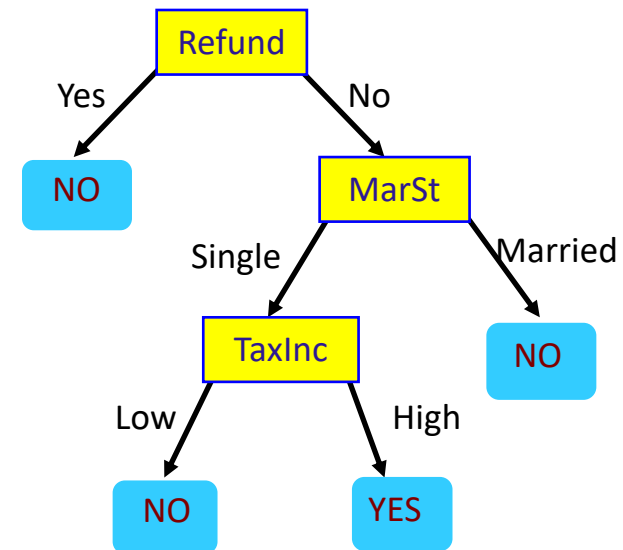 Refund
Yes
No
NO
MarSt
Single
Married
TaxInc
NO
Low
High
NO
YES